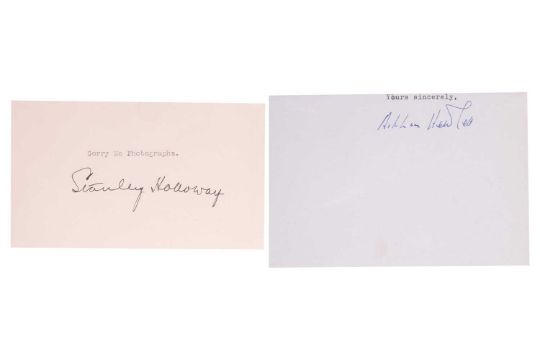 Sorry No Photographs.
Stanley Holloway
Yours sincerely,